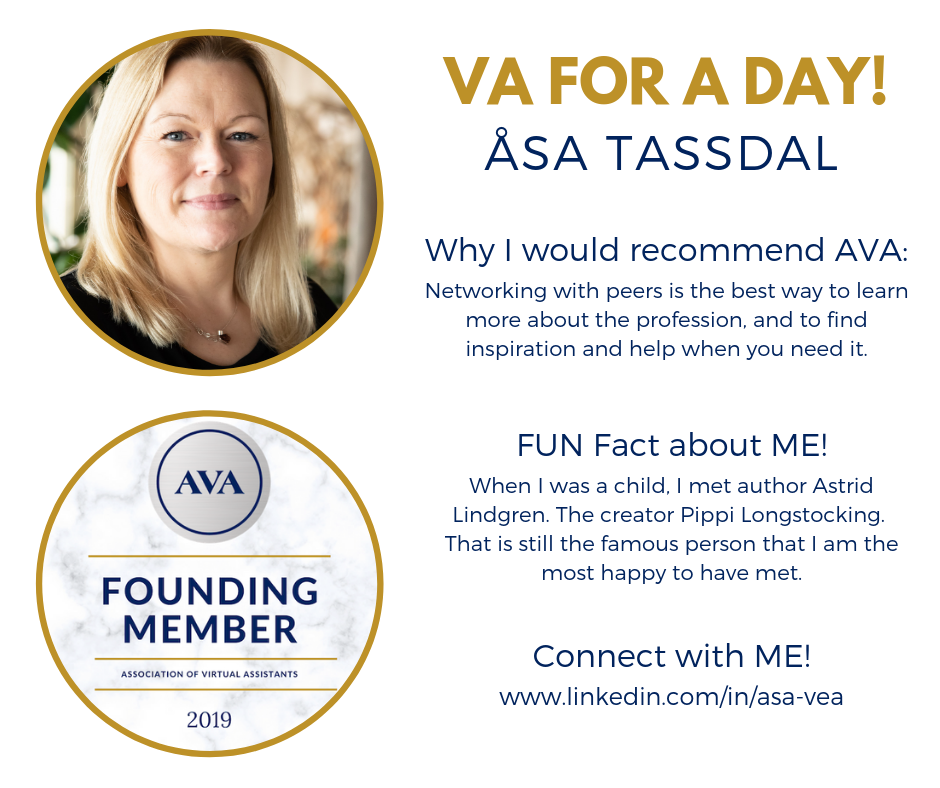 VA FOR A DAY!
ÅSA TASSDAL
Why I would recommend AVA:
Networking with peers is the best way to learn
more about the profession, and to find
inspiration and help when you need it.
FUN Fact about ME!
When I was a child, I met author Astrid
Lindgren. The creator Pippi Longstocking.
That is still the famous person that I am the
most happy to have met.
Connect with ME!
www.linkedin.com/in/asa-vea
AVA
FOUNDING
MEMBER
ASSOCIATION OF VIRTUAL ASSISTANTS
2019